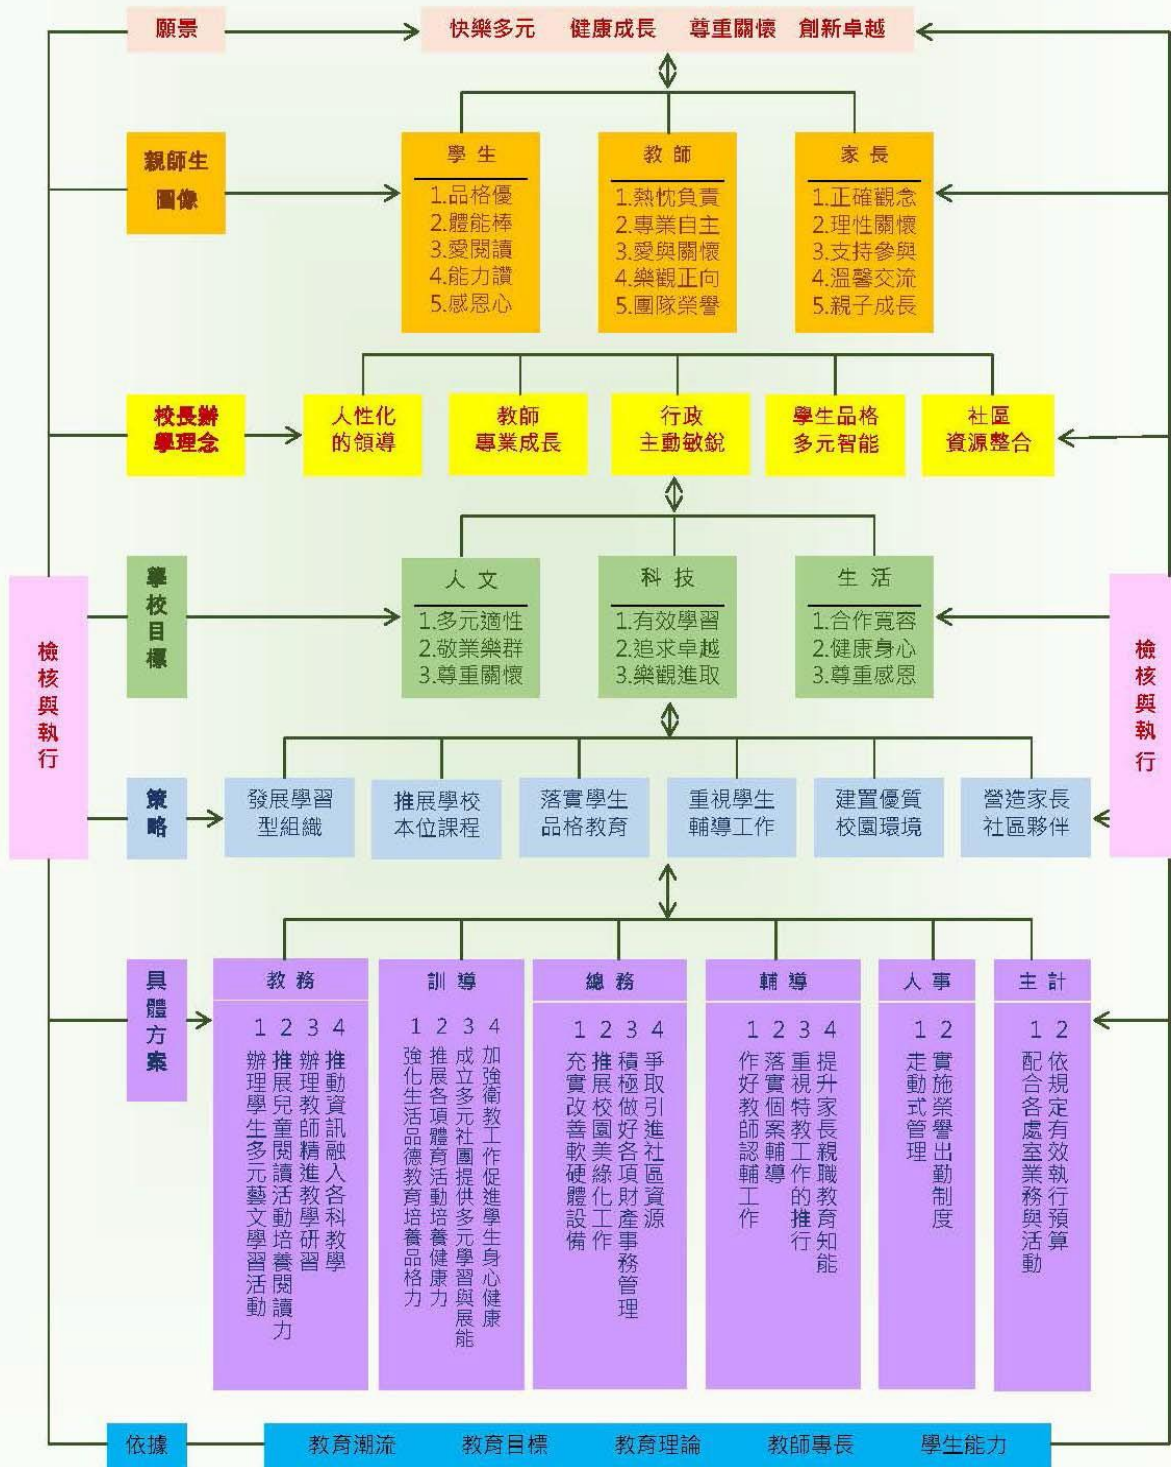 願景
快樂多元 健康成長 尊重關懷 創新卓越
親師生
圖像
學生
1.品格優
2.體能棒
3.愛閱讀
4.能力讚
5.感恩心
教師
1.熱忱負責
2.專業自主
3.愛與關懷
4.樂觀正向
5.團隊榮譽
家長
1.正確觀念
2.理性關懷
3.支持參與
4.溫馨交流
5.親子成長
校長辦
學理念
人性化
的領導
教師
專業成長
行政
主動敏銳
學生品格
多元智能
社區
資源整合
學校目標
人文
1.多元適性
2.敬業樂群
3.尊重關懷
科技
1.有效學習
2.追求卓越
3.樂觀進取
生活
1.合作寬容
2.健康身心
3.尊重感恩
檢核與執行
檢核與執行
策略
發展學習
型組織
推展學校
本位課程
落實學生
品格教育
重視學生
輔導工作
建置優質
校園環境
營造家長
社區夥伴
具體方案
教務
1 辦理學生多元藝文學習活動
2 推展兒童閱讀活動培養閱讀力
3 辦理教師精進教學研習
4 推動資訊融入各科教學
訓導
1 強化生活品德教育培養品格力
2 推展各項體育活動培養健康力
3 成立多元社團提供多元學習與展能
4 加強衛教工作促進學生身心健康
總務
1 充實改善軟硬體設備
2 推展校園美綠化工作
3 積極做好各項財產事務管理
4 爭取引進社區資源
輔導
1 作好教師認輔工作
2 落實個案輔導
3 重視特教工作的推行
4 提升家長親職教育知能
人事
1 走動式管理
2 實施榮譽出勤制度
主計
1 配合各處室業務與活動
2 依規定有效執行預算
依據
教育潮流 教育目標 教育理論 教師專長 學生能力